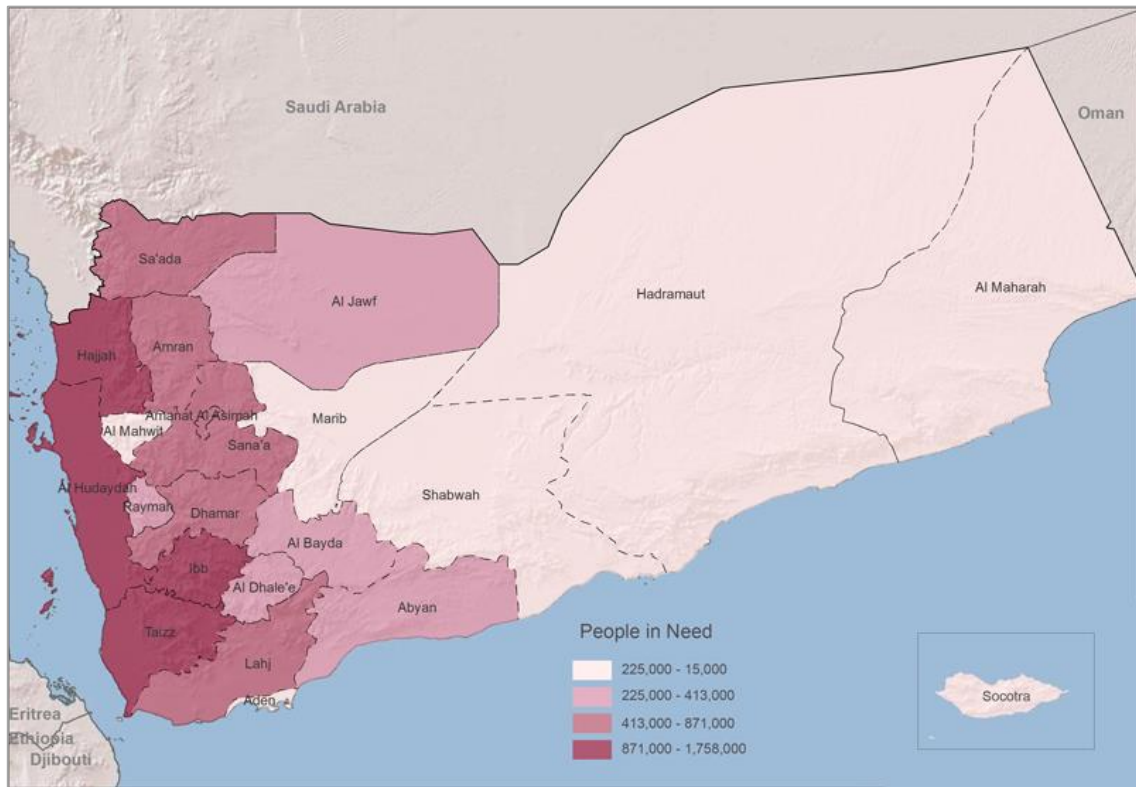 Saudi Arabia
Oman
Sa'ada
Al Jawf
Hadramaut
Al Maharah
Hajjah
Amran
Marib
Amanat Al Asimah
Al Mahwit
Sana'a
Al Hudaydah
Shabwah
Raymah
Dhamar
Al Bayda
Ibb
Al Dhale'e
Abyan
Taizz
Lahj
Aden
People in Need
225,000 - 15,000
225,000 - 413,000
413,000 - 871,000
871,000 - 1,758,000
Socotra
Eritrea
Ethiopia
Djibouti